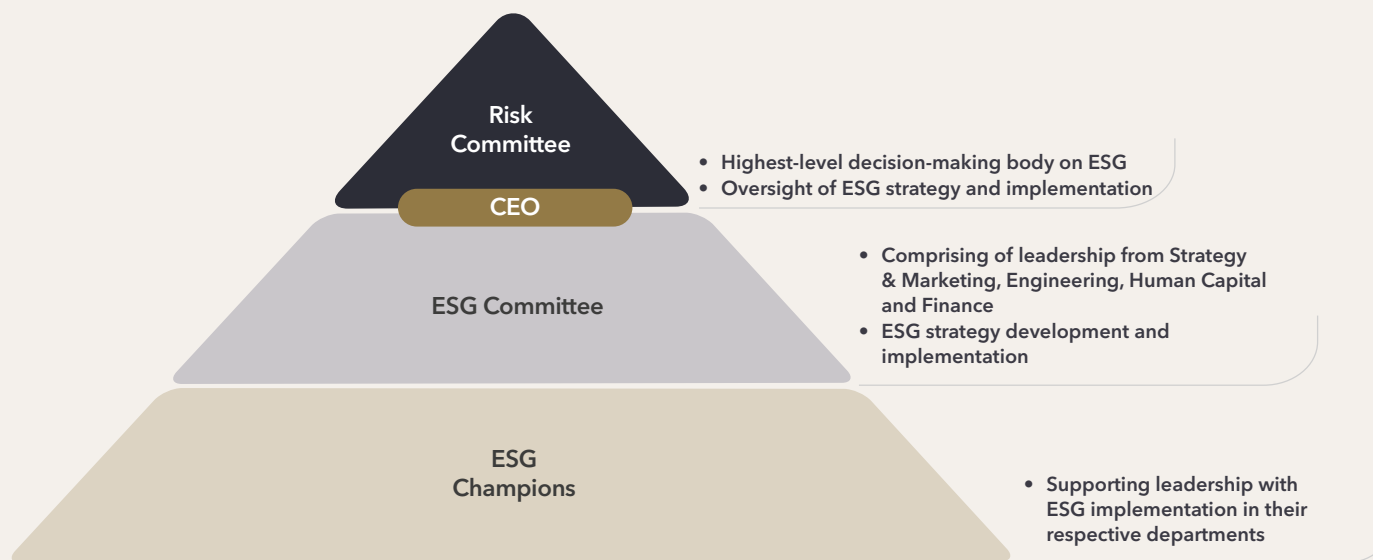 Risk
Committee
• Highest-level decision-making body on ESG
• Oversight of ESG strategy and implementation
CEO
• Comprising of leadership from Strategy
& Marketing, Engineering, Human Capital
and Finance
• ESG strategy development and
implementation
ESG Committee
ESG
Champions
• Supporting leadership with
ESG implementation in their
respective departments